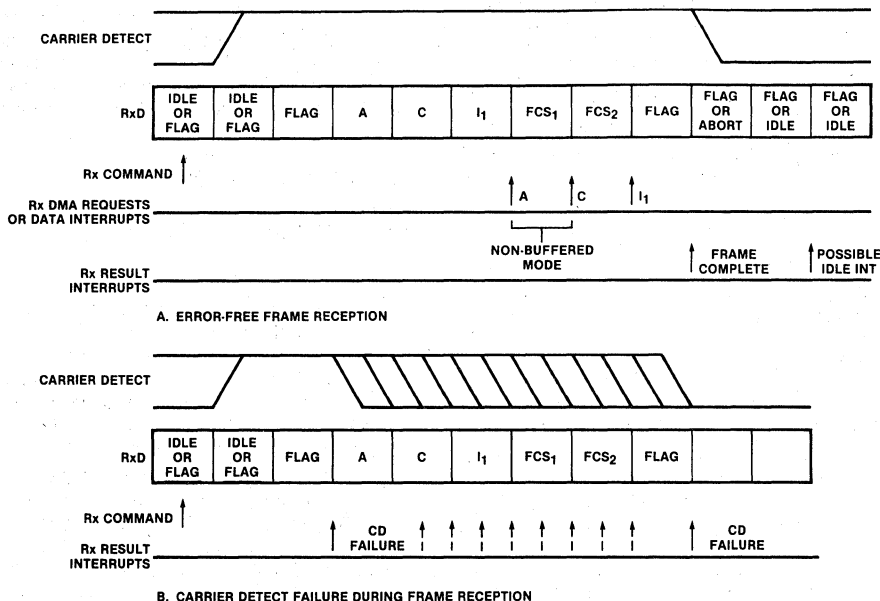 CARRIER DETECT
RxD
IDLE OR FLAG
IDLE OR FLAG
FLAG
A
C
I1
FCS1
FCS2
FLAG
FLAG OR ABORT
FLAG OR IDLE
FLAG OR IDLE
Rx COMMAND
Rx DMA REQUESTS
OR DATA INTERRUPTS
A
C
I1
NON-BUFFERED
MODE
Rx RESULT
INTERRUPTS
FRAME
COMPLETE
POSSIBLE
IDLE INT
A. ERROR-FREE FRAME RECEPTION
CARRIER DETECT
RxD
IDLE OR FLAG
IDLE OR FLAG
FLAG
A
C
I1
FCS1
FCS2
FLAG
Rx COMMAND
Rx RESULT
INTERRUPTS
CD
FAILURE
CD
FAILURE
B. CARRIER DETECT FAILURE DURING FRAME RECEPTION